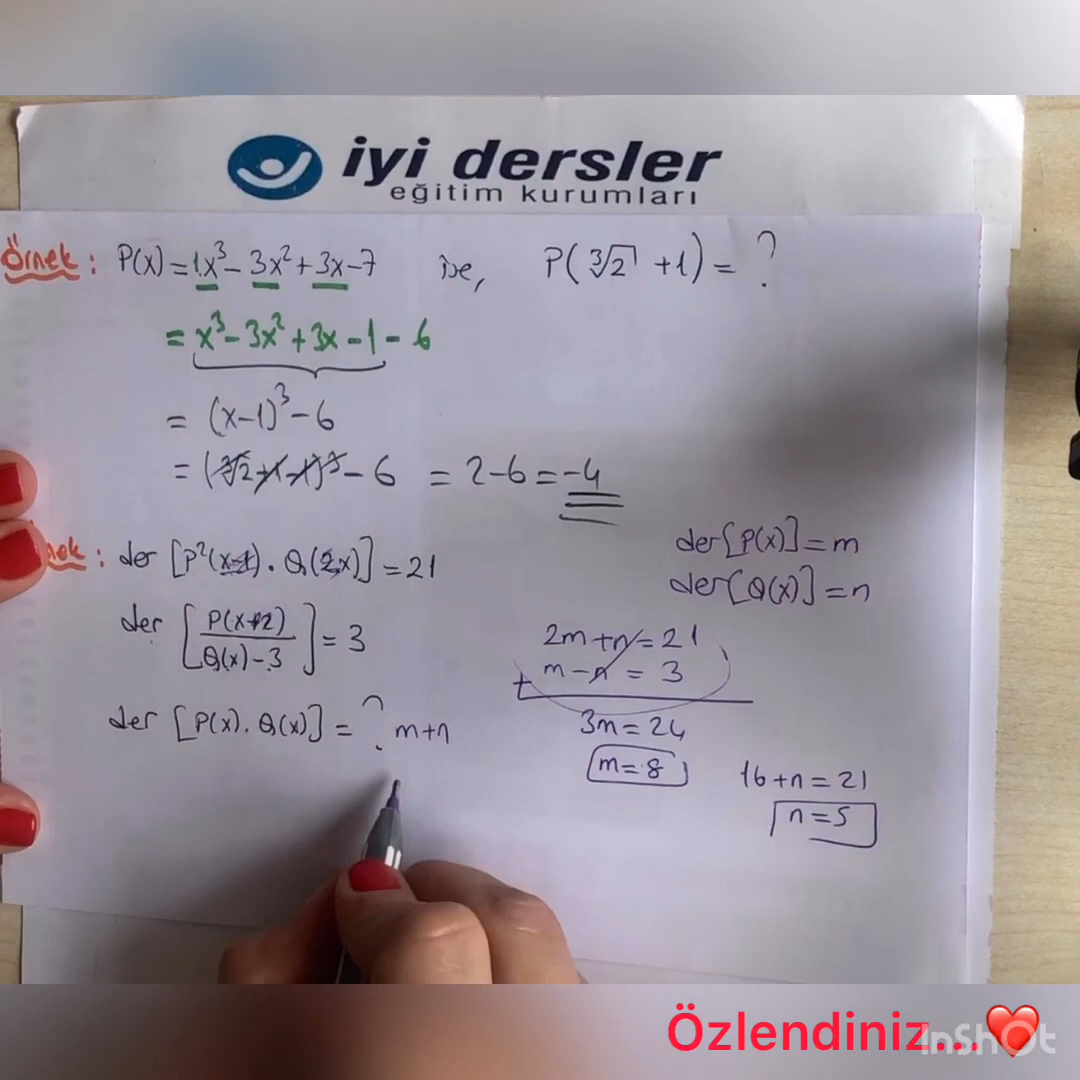 iyi dersler
eğitim kurumları
Örnek: P(x) = 1x³ - 3x² + 3x - 7 ise, P(∛2 + 1) = ?
= x³ - 3x² + 3x - 1 - 6
= (x-1)³ - 6
= (∛2 + 1 - 1)³ - 6 = 2 - 6 = -4
nek: der [P²(x-1) . Q(2x)] = 21
der[P(x)] = m
der[Q(x)] = n
der [P(x+2) / Q(x) - 3] = 3
2m + n = 21
m - n = 3
+
3m = 24
m = 8
der [P(x) . Q(x)] = ? m+n
16 + n = 21
n = 5
Özlendiniz...❤️
InShOt